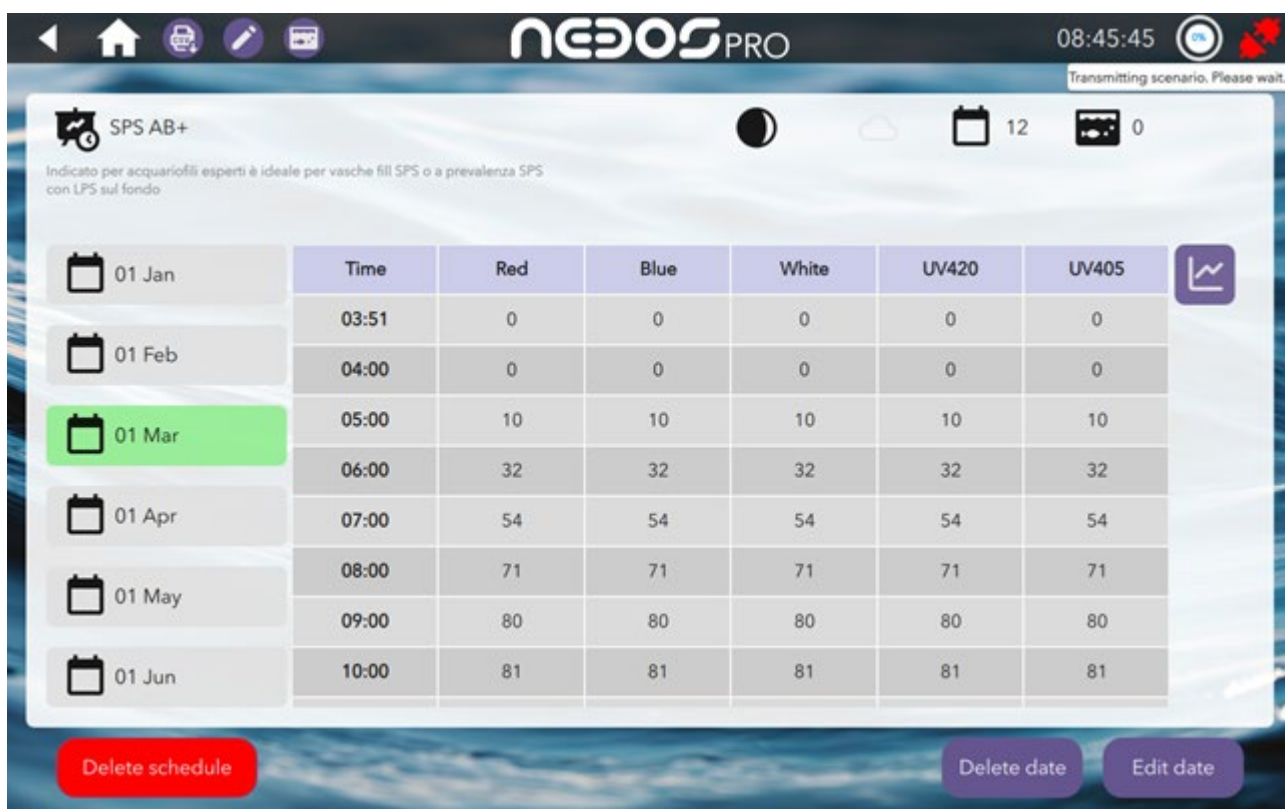 NEDOS PRO
08:45:45
0%
Transmitting scenario. Please wait.
SPS AB+
12
0
Indicato per acquariofili esperti è ideale per vasche fill SPS o a prevalenza SPS
con LPS sul fondo
01 Jan
01 Feb
01 Mar
01 Apr
01 May
01 Jun
Time Red Blue White UV420 UV405
03:51 0 0 0 0 0
04:00 0 0 0 0 0
05:00 10 10 10 10 10
06:00 32 32 32 32 32
07:00 54 54 54 54 54
08:00 71 71 71 71 71
09:00 80 80 80 80 80
10:00 81 81 81 81 81
Delete schedule
Delete date
Edit date